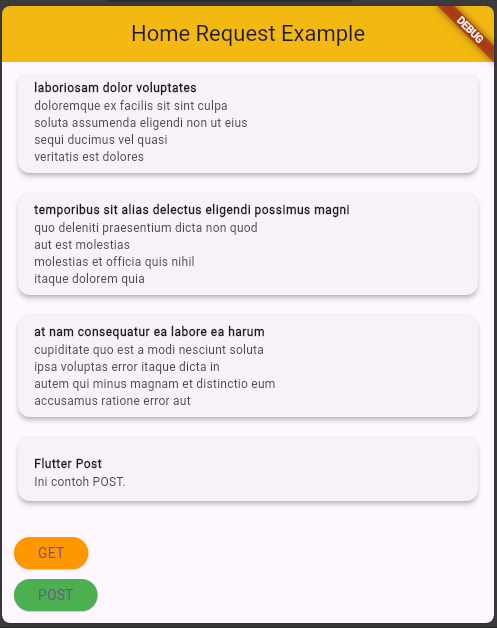 Home Request Example
DEBUG
laboriosam dolor voluptates
doloremque ex facilis sit sint culpa
soluta assumenda eligendi non ut eius
sequi ducimus vel quasi
veritatis est dolores
temporibus sit alias delectus eligendi possimus magni
quo deleniti praesentium dicta non quod
aut est molestias
molestias et officia quis nihil
itaque dolorem quia
at nam consequatur ea labore ea harum
cupiditate quo est a modi nesciunt soluta
ipsa voluptas error itaque dicta in
autem qui minus magnam et distinctio eum
accusamus ratione error aut
Flutter Post
Ini contoh POST.
GET
POST